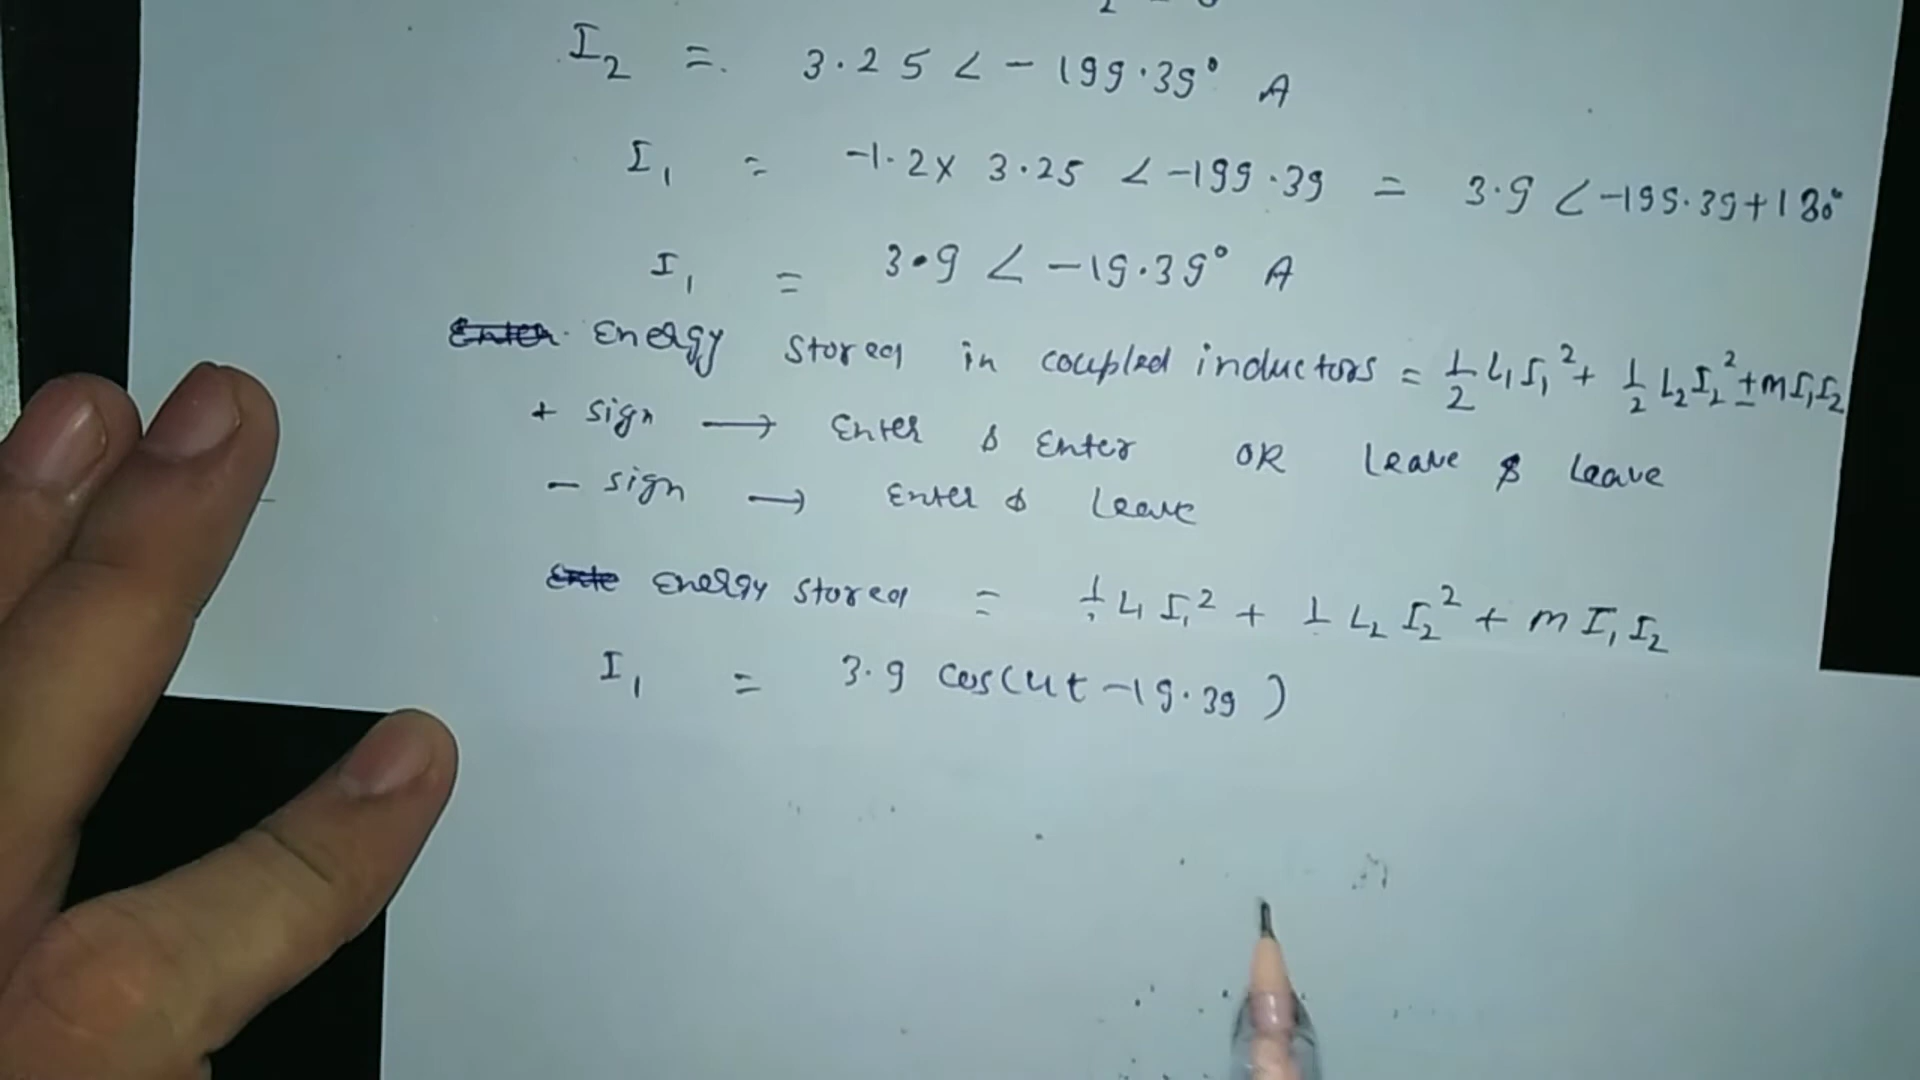 I₂ = 3.25 ∠ - 199.39° A
I₁ = -1.2 x 3.25 ∠ -199.39 = 3.9 ∠ -199.39 + 180°
I₁ = 3.9 ∠ -19.39° A
Enter Energy stored in coupled inductors = 1/2 L₁I₁² + 1/2 L₂I₂² ± mI₁I₂
+ sign → Enter & Enter OR Leave & Leave
- sign → Enter & Leave
Ente Energy stored = 1/2 L₁ I₁² + 1/2 L₂ I₂² + m I₁ I₂
I₁ = 3.9 cos(4t - 19.39)